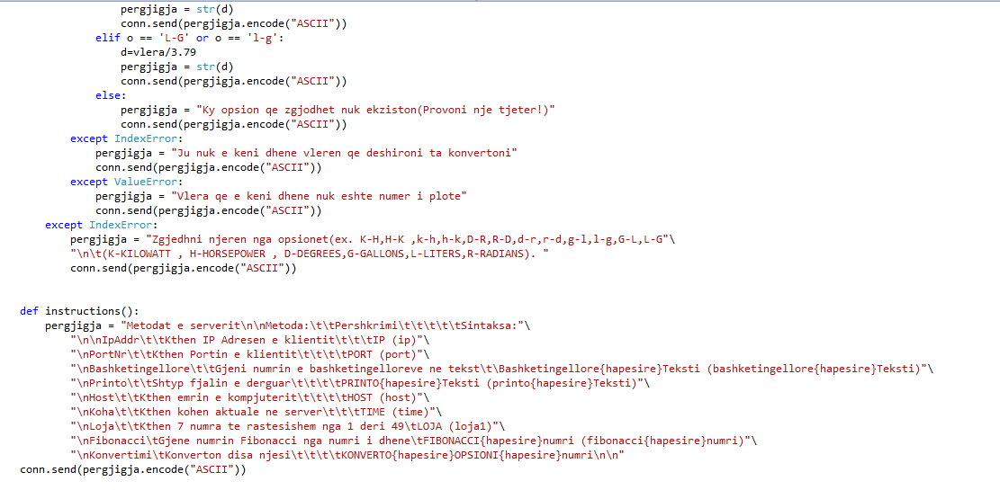 pergjigja = str(d)
            conn.send(pergjigja.encode("ASCII"))
        elif o == 'L-G' or o == 'l-g':
            d=vlera/3.79
            pergjigja = str(d)
            conn.send(pergjigja.encode("ASCII"))
        else:
            pergjigja = "Ky opsion qe zgjodhet nuk ekziston(Provoni nje tjeter!)"
            conn.send(pergjigja.encode("ASCII"))
    except IndexError:
        pergjigja = "Ju nuk e keni dhene vleren qe deshironi ta konvertoni"
        conn.send(pergjigja.encode("ASCII"))
    except ValueError:
        pergjigja = "Vlera qe e keni dhene nuk eshte numer i plote"
        conn.send(pergjigja.encode("ASCII"))
except IndexError:
    pergjigja = "Zgjedhni njeren nga opsionet(ex. K-H,H-K ,k-h,h-k,D-R,R-D,d-r,r-d,g-l,l-g,G-L,L-G"\
    "\n\t(K-KILOWATT , H-HORSEPOWER , D-DEGREES,G-GALLONS,L-LITERS,R-RADIANS). "
    conn.send(pergjigja.encode("ASCII"))
def instructions():
    pergjigja = "Metodat e serverit\n\nMetoda:\t\tPershkrimi\t\t\t\t\tSintaksa:"\
        "\n\nIpAddr\t\tKthen IP Adresen e klientit\t\t\tIP (ip)"\
        "\nPortNr\t\tKthen Portin e klientit\t\t\t\tPORT (port)"\
        "\nBashketingellore\t\tGjeni numrin e bashketingelloreve ne tekst\t\Bashketingellore{hapesire}Teksti (bashketingellore{hapesire}Teksti)"\
        "\nPrinto\t\tShtyp fjalin e derguar\t\t\t\tPRINTO{hapesire}Teksti (printo{hapesire}Teksti)"\
        "\nHost\t\tKthen emrin e kompjuterit\t\t\t\tHOST (host)"\
        "\nKoha\t\tKthen kohen aktuale ne server\t\t\tTIME (time)"\
        "\nLoja\t\tKthen 7 numra te rastesishem nga 1 deri 49\tLOJA (loja1)"\
        "\nFibonacci\tGjene numrin Fibonacci nga numri i dhene\tFIBONACCI{hapesire}numri (fibonacci{hapesire}numri)"\
        "\nKonvertimi\tKonverton disa njesi\t\t\t\tKONVERTO{hapesire}OPSIONI{hapesire}numri\n\n"
conn.send(pergjigja.encode("ASCII"))